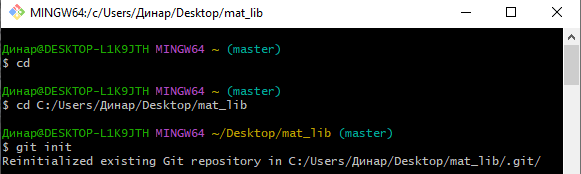 MINGW64:/c/Users/Динар/Desktop/mat_lib
Динар@DESKTOP-L1K9JTH MINGW64 ~ (master)
$ cd
Динар@DESKTOP-L1K9JTH MINGW64 ~ (master)
$ cd C:/Users/Динар/Desktop/mat_lib
Динар@DESKTOP-L1K9JTH MINGW64 ~/Desktop/mat_lib (master)
$ git init
Reinitialized existing Git repository in C:/Users/Динар/Desktop/mat_lib/.git/